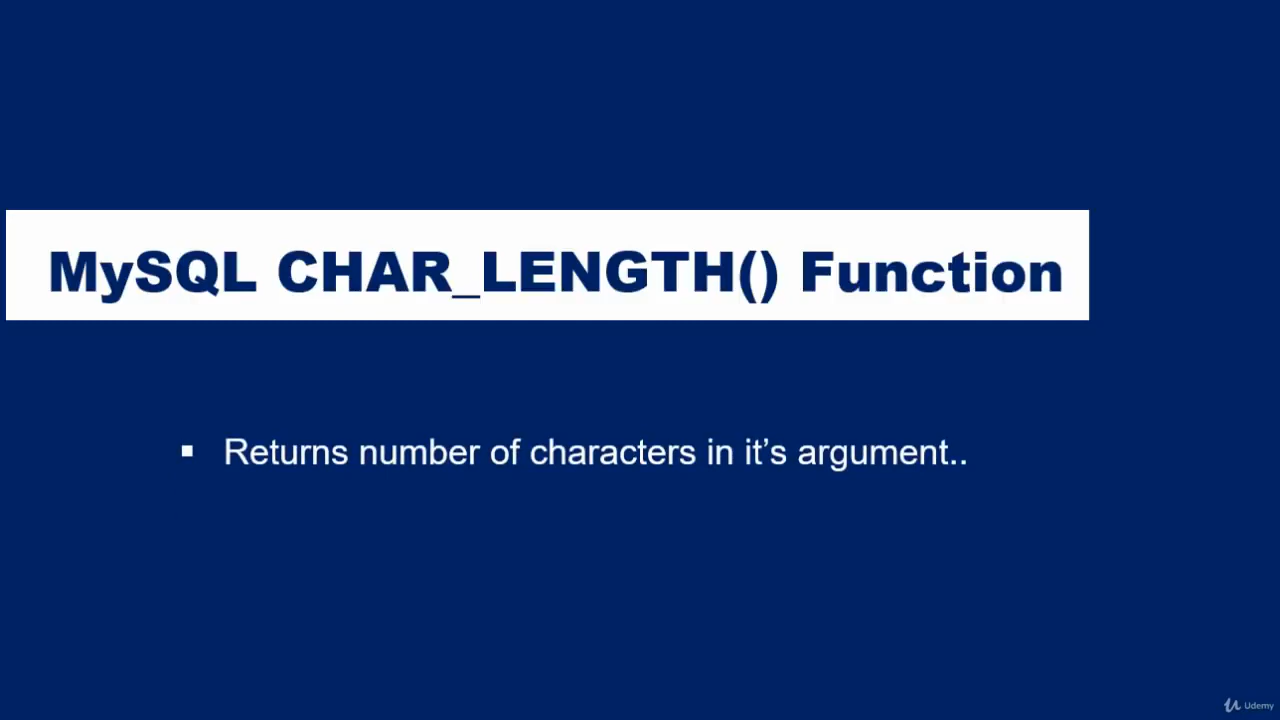 MySQL CHAR_LENGTH() Function
▪ Returns number of characters in it's argument..
Udemy